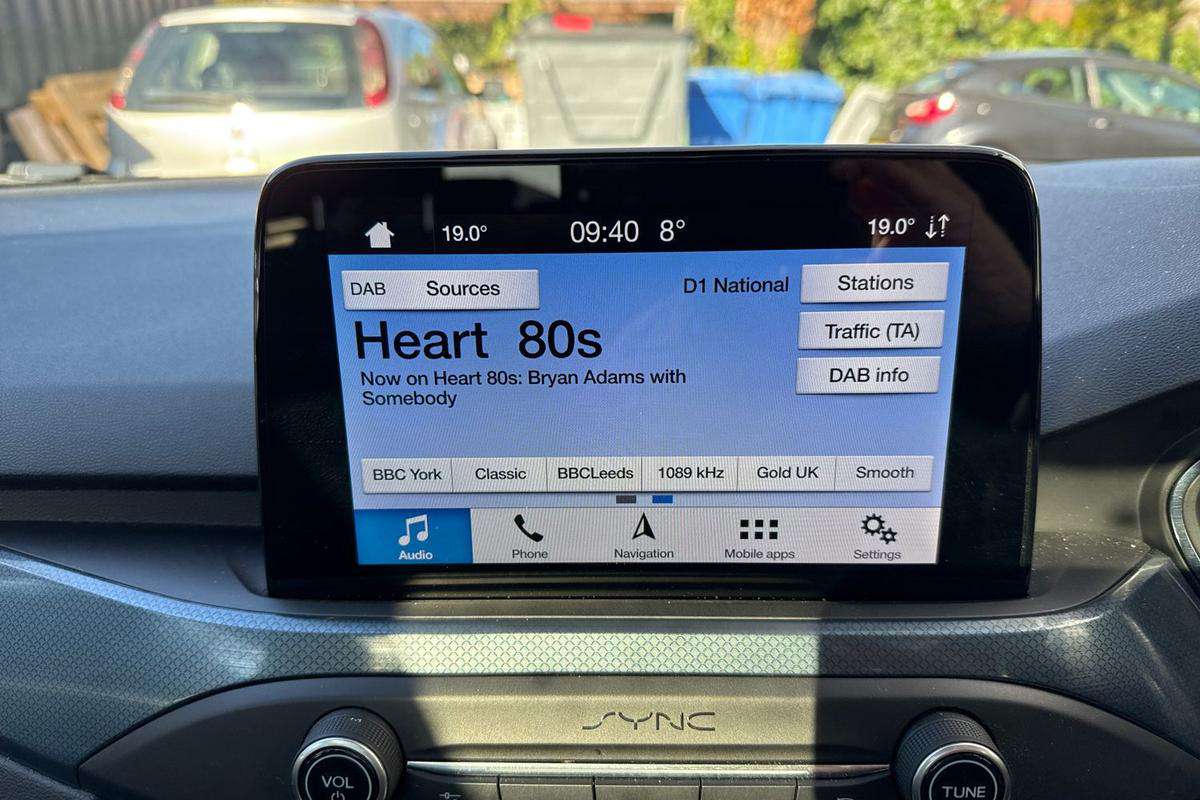 19.0° 09:40 8° 19.0°
DAB Sources D1 National Stations
Heart 80s
Traffic (TA)
Now on Heart 80s: Bryan Adams with
Somebody
DAB info
BBC York Classic BBCLeeds 1089 kHz Gold UK Smooth
Audio Phone Navigation Mobile apps Settings
SYNC
VOL TUNE